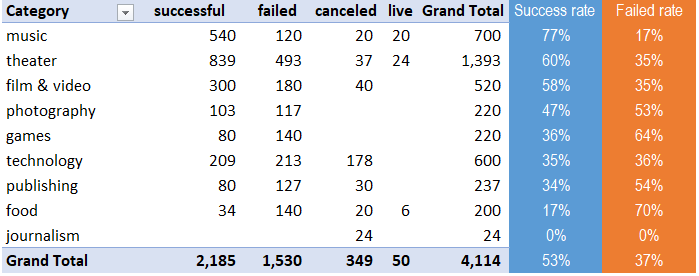 Category successful failed canceled live Grand Total Success rate Failed rate
music 540 120 20 20 700 77% 17%
theater 839 493 37 24 1,393 60% 35%
film & video 300 180 40 520 58% 35%
photography 103 117 220 47% 53%
games 80 140 220 36% 64%
technology 209 213 178 600 35% 36%
publishing 80 127 30 237 34% 54%
food 34 140 20 6 200 17% 70%
journalism 24 24 0% 0%
Grand Total 2,185 1,530 349 50 4,114 53% 37%